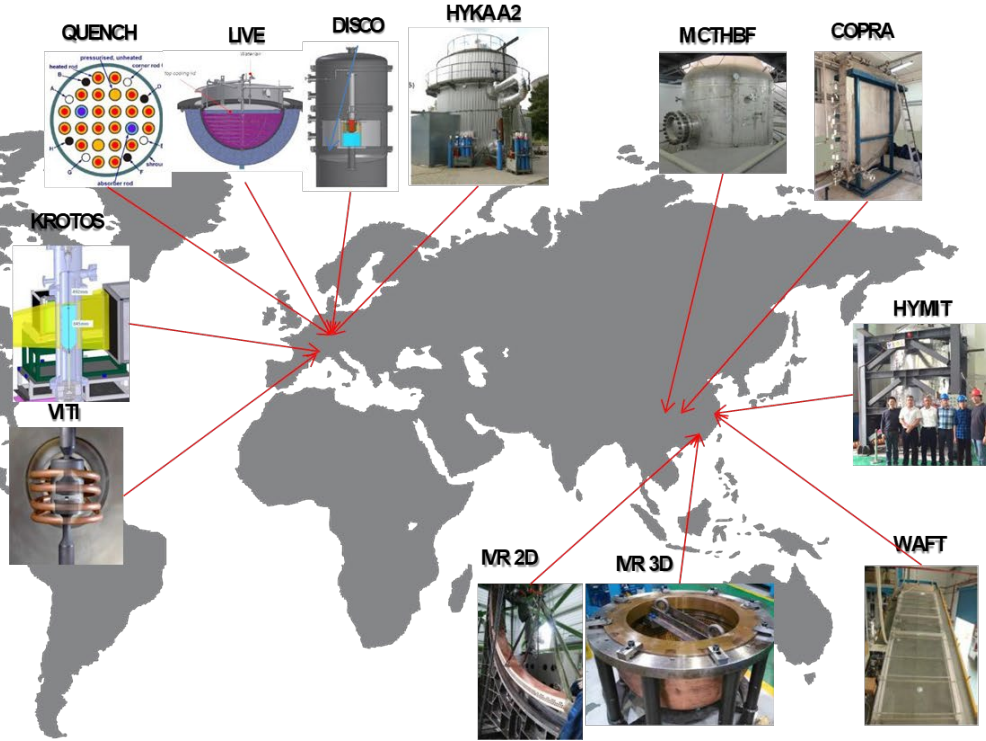 QUENCH
LIVE
DISCO
HYKA A2
MCTHBF
COPRA
pressurised, unheated
heated rod
corner rod
absorber rod
KROTOS
HYMIT
VITI
IVR 2D
IVR 3D
WAFT